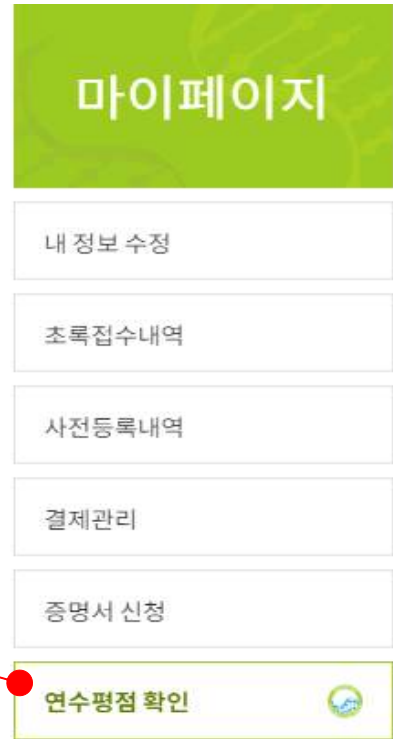 마이페이지
내 정보 수정
초록접수내역
사전등록내역
결제관리
증명서 신청
연수평점 확인